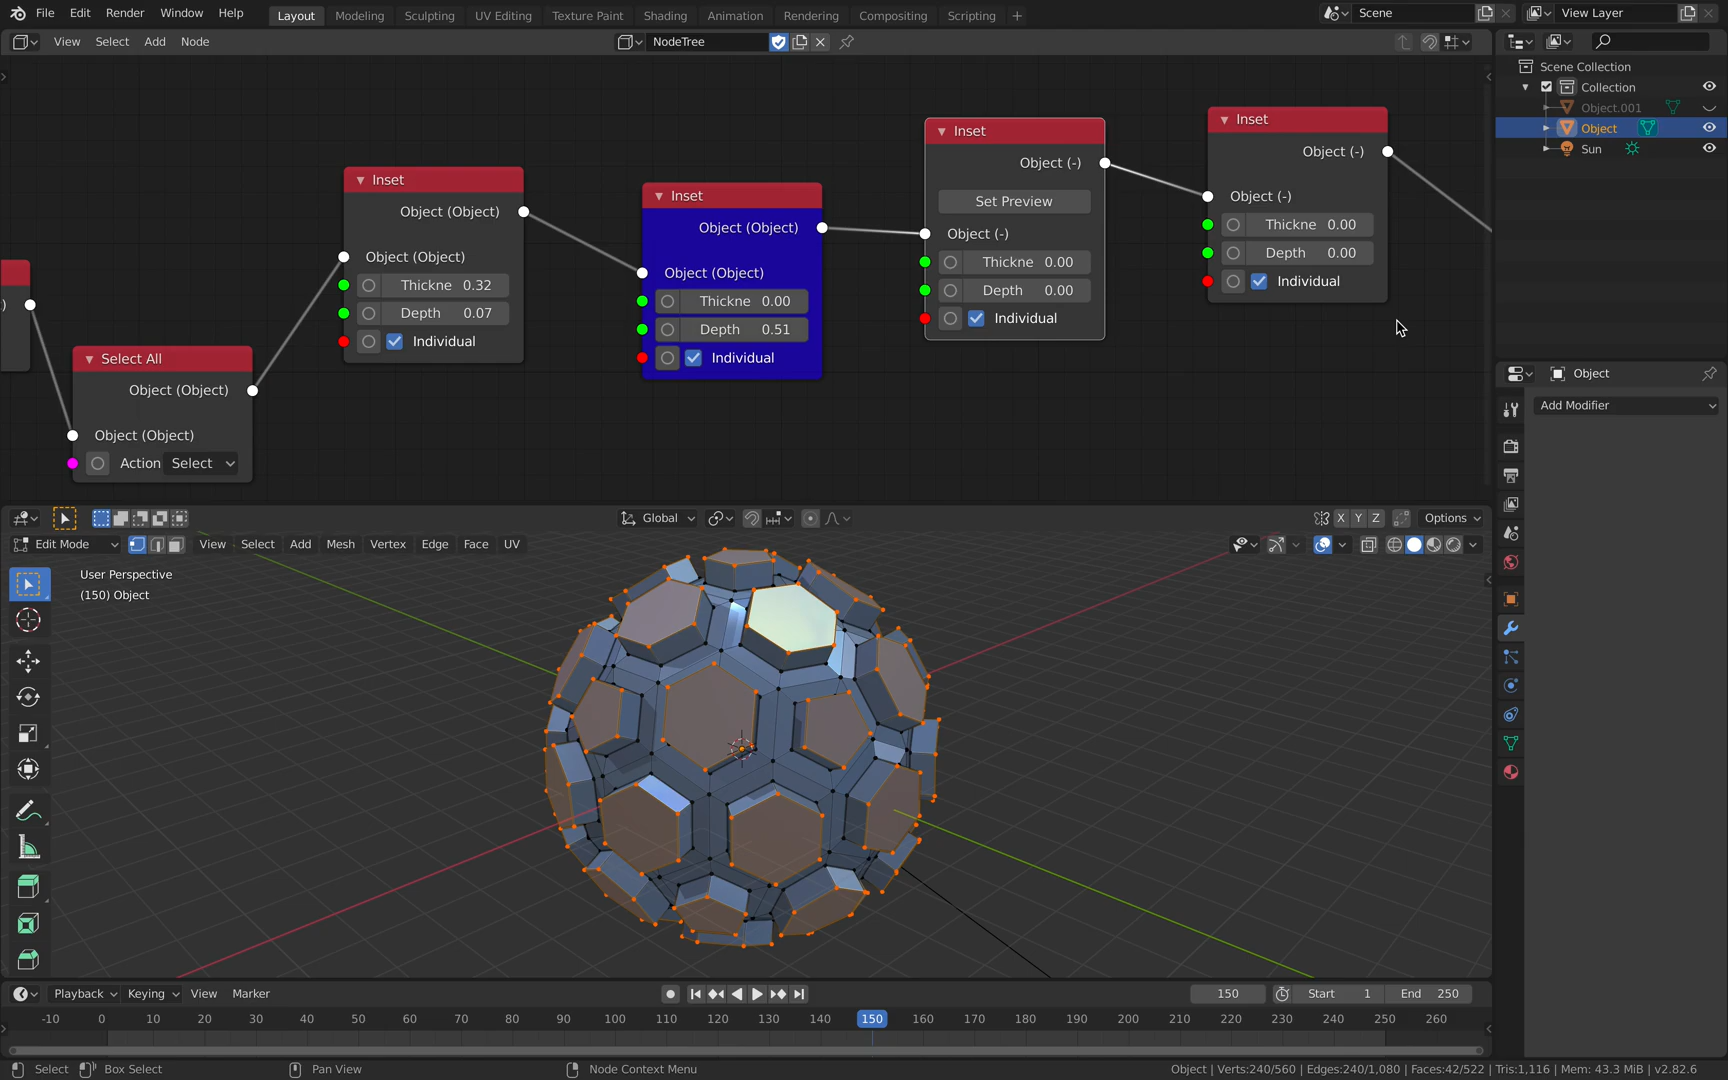 File Edit Render Window Help Layout Modeling Sculpting UV Editing Texture Paint Shading Animation Rendering Compositing Scripting + Scene View Layer
View Select Add Node NodeTree
Scene Collection
Collection
Object.001
Object
Sun
Inset
Object (-)
Object (-)
Thickne 0.00
Depth 0.00
Individual
Inset
Object (-)
Set Preview
Object (-)
Thickne 0.00
Depth 0.00
Individual
Inset
Object (Object)
Object (Object)
Thickne 0.32
Depth 0.07
Individual
Inset
Object (Object)
Object (Object)
Thickne 0.00
Depth 0.51
Individual
)
Select All
Object (Object)
Object (Object)
Action Select
Object
Add Modifier
Global X Y Z Options
Edit Mode View Select Add Mesh Vertex Edge Face UV
User Perspective
(150) Object
Playback Keying View Marker 150 Start 1 End 250
-10 0 10 20 30 40 50 60 70 80 90 100 110 120 130 140 150 160 170 180 190 200 210 220 230 240 250 260
Select Box Select Pan View Node Context Menu Object | Verts:240/560 | Edges:240/1,080 | Faces:42/522 | Tris:1,116 | Mem: 43.3 MiB | v2.82.6